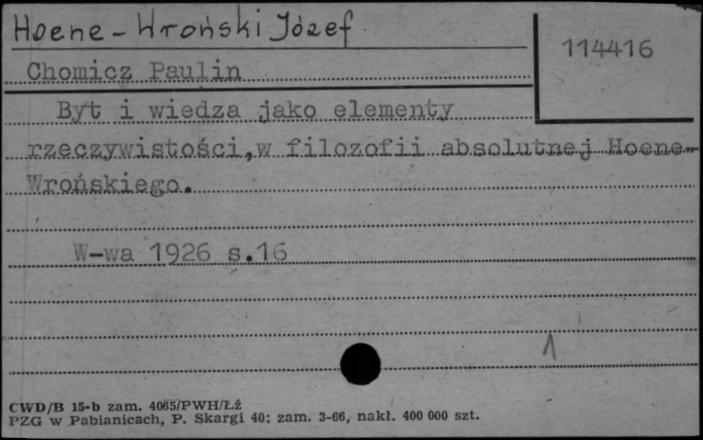 Hoene-Wroński Józef
114416
Chomicz Paulin
Byt i wiedza jako elementy
rzeczywistości,w filozofii absolutnej Hoene-
Wrońskiego.
W-wa 1926 s.16
1
CWD/B 15-b zam. 4065/PWH/Łź
PZG w Pabianicach, P. Skargi 40; zam. 3-66, nakł. 400 000 szt.